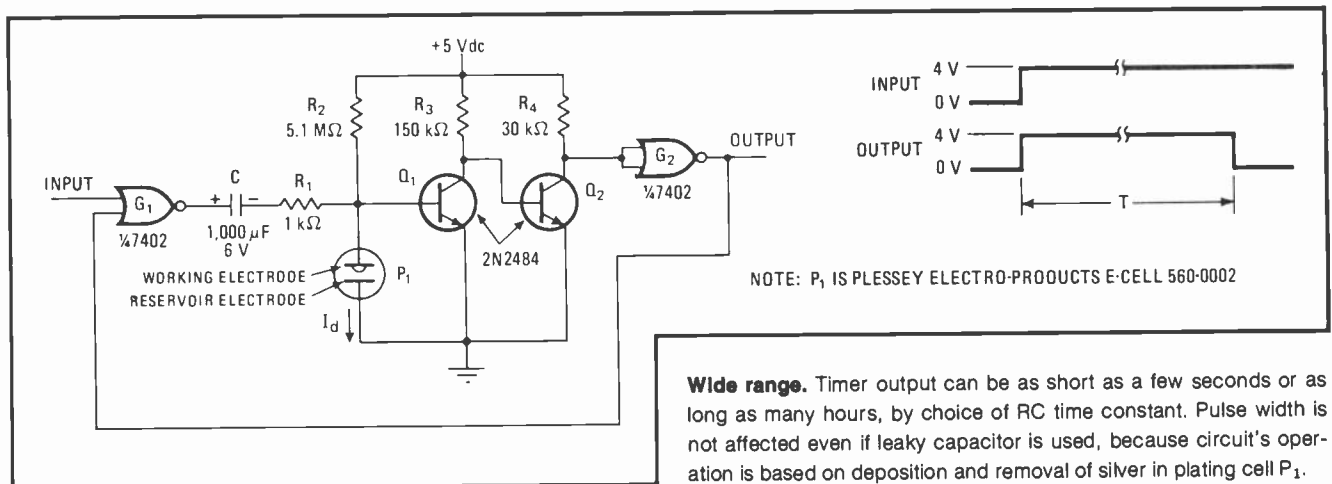 +5 Vdc
R2
5.1 MΩ
R3
150 kΩ
R4
30 kΩ
INPUT
G1
¼7402
+
C
−
1,000 µF
6 V
R1
1 kΩ
Q1
Q2
2N2484
G2
¼7402
OUTPUT
WORKING ELECTRODE
RESERVOIR ELECTRODE
P1
Id
INPUT
4 V
0 V
OUTPUT
4 V
0 V
T
NOTE: P1 IS PLESSEY ELECTRO-PRODUCTS E-CELL 560-0002
Wide range. Timer output can be as short as a few seconds or as
long as many hours, by choice of RC time constant. Pulse width is
not affected even if leaky capacitor is used, because circuit's oper-
ation is based on deposition and removal of silver in plating cell P1.